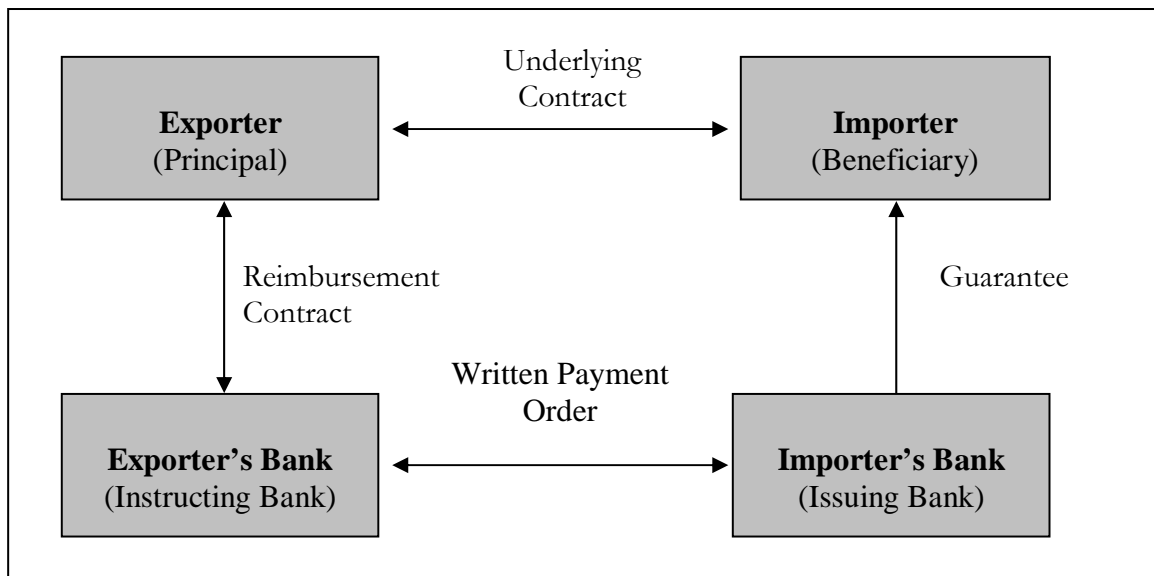 Underlying
Contract
Exporter
(Principal)
Importer
(Beneficiary)
Reimbursement
Contract
Guarantee
Written Payment
Order
Exporter’s Bank
(Instructing Bank)
Importer’s Bank
(Issuing Bank)